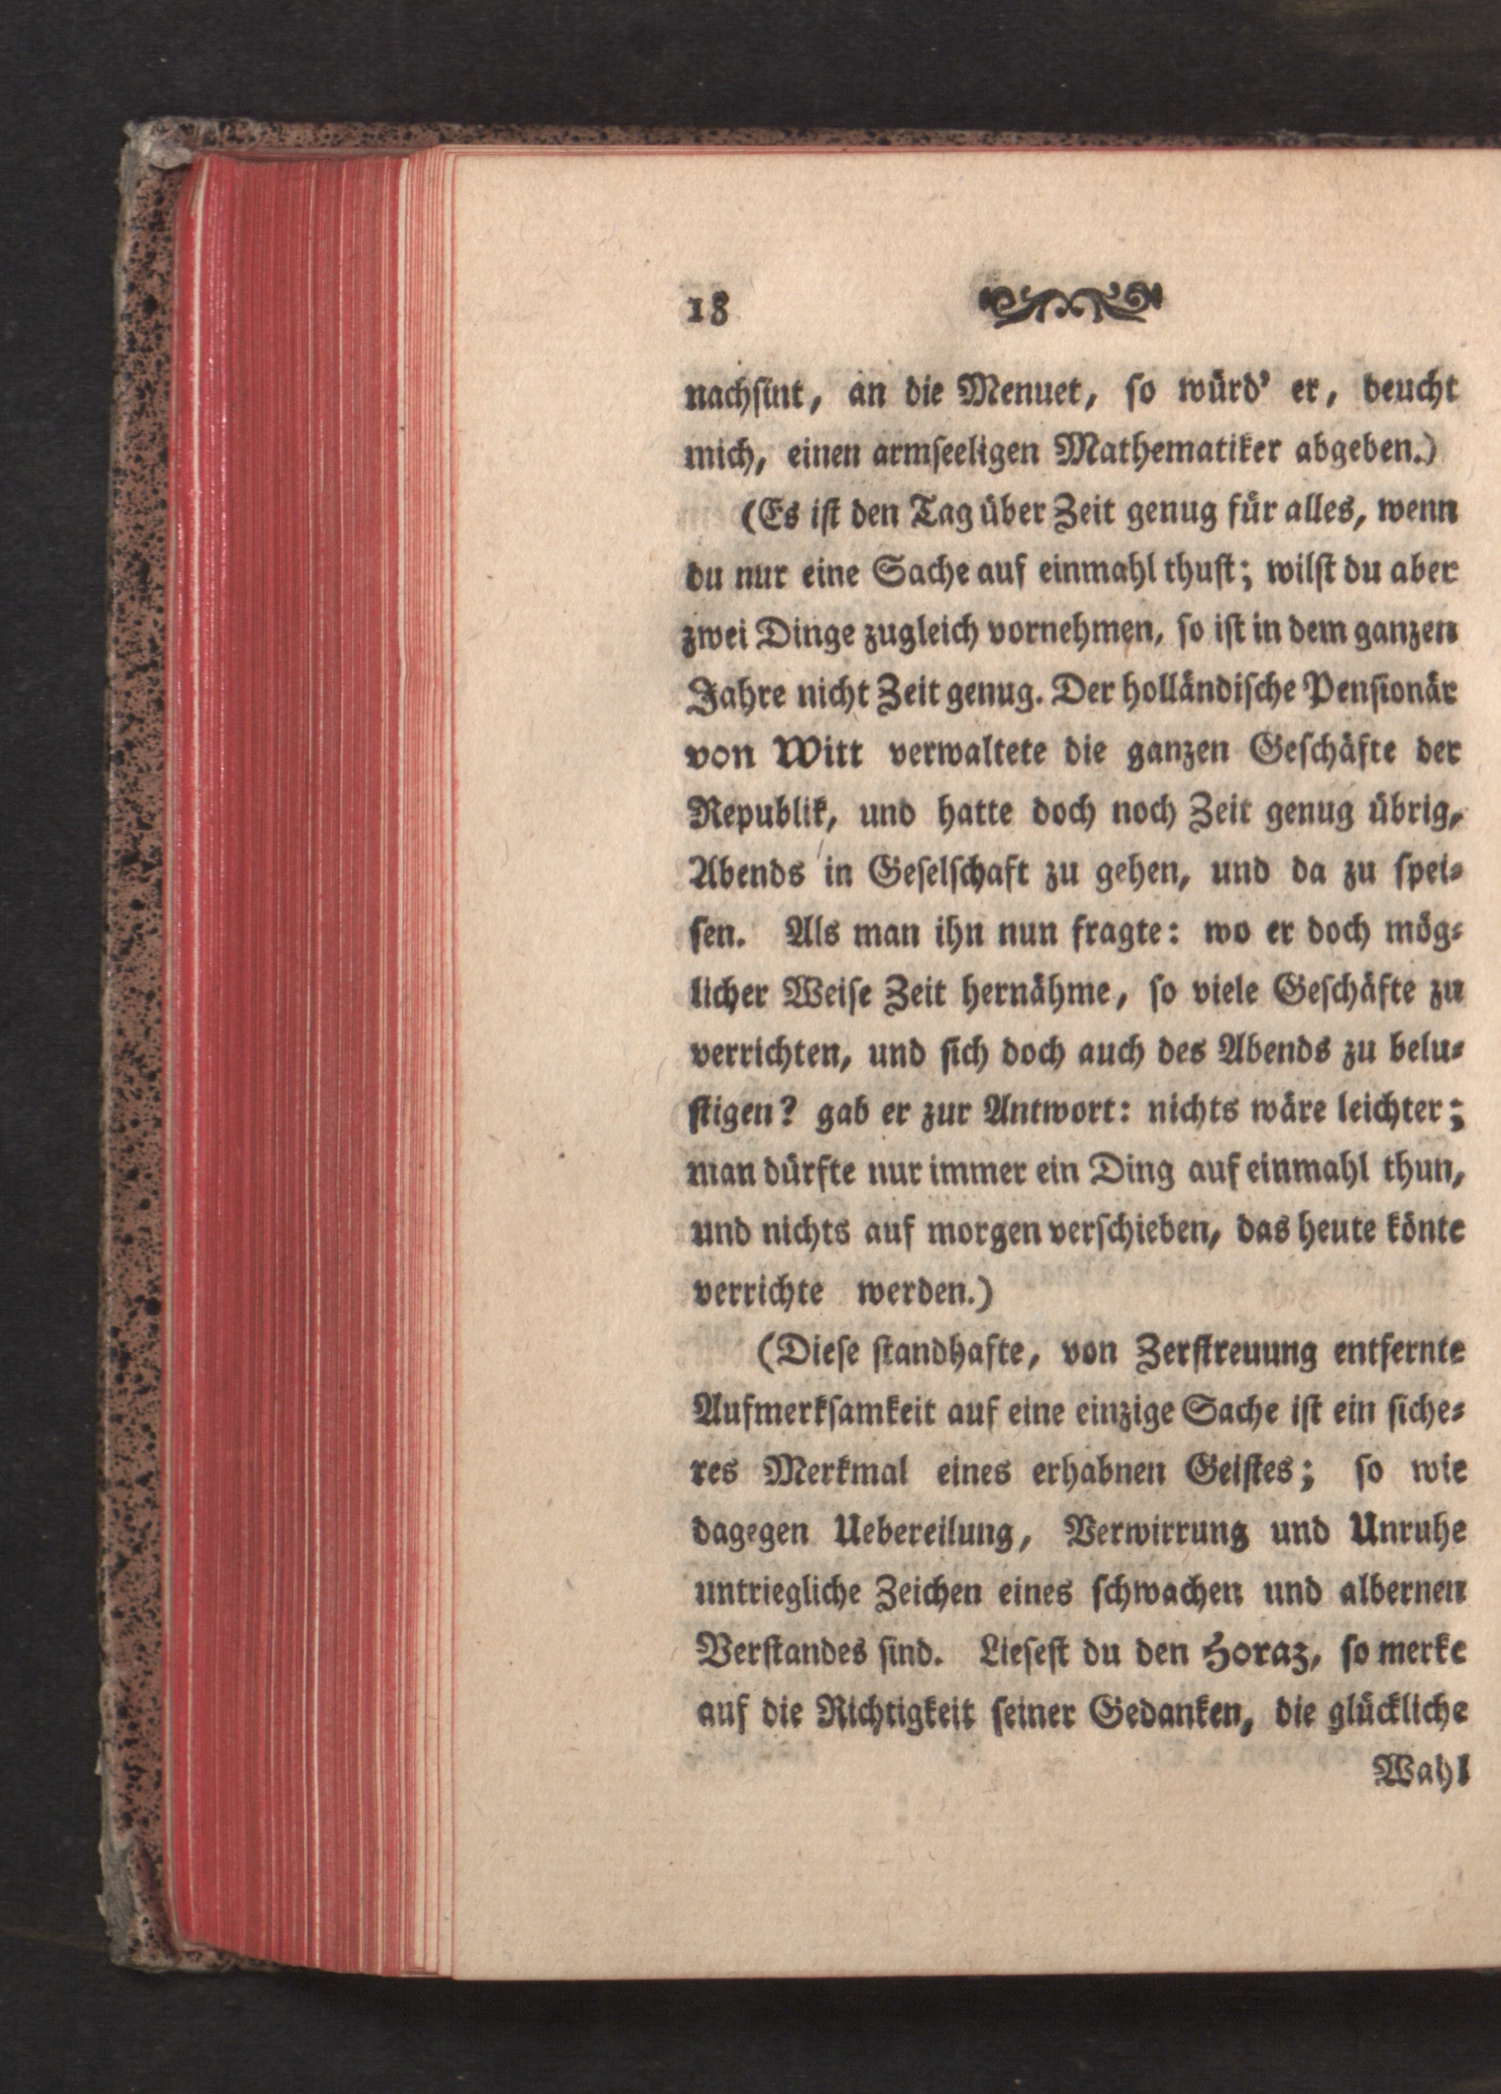 18
nachſint, an die Menuet, ſo würd' er, deucht
mich, einen armſeeligen Mathematiker abgeben.)
(Es iſt den Tag über Zeit genug für alles, wenn
du nur eine Sache auf einmahl thuſt; wilſt du aber
zwei Dinge zugleich vornehmen, ſo iſt in dem ganzen
Jahre nicht Zeit genug. Der holländiſche Penſionär
von Witt verwaltete die ganzen Geſchäfte der
Republik, und hatte doch noch Zeit genug übrig,
Abends in Geſelſchaft zu gehen, und da zu ſpei-
ſen. Als man ihn nun fragte: wo er doch mög-
licher Weiſe Zeit hernähme, ſo viele Geſchäfte zu
verrichten, und ſich doch auch des Abends zu belu-
ſtigen? gab er zur Antwort: nichts wäre leichter;
man dürfte nur immer ein Ding auf einmahl thun,
und nichts auf morgen verſchieben, das heute könte
verrichte werden.)
(Dieſe ſtandhafte, von Zerſtreuung entfernte
Aufmerkſamkeit auf eine einzige Sache iſt ein ſiche-
res Merkmal eines erhabnen Geiſtes; ſo wie
dagegen Uebereilung, Verwirrung und Unruhe
untriegliche Zeichen eines ſchwachen und albernen
Verſtandes ſind. Lieſeſt du den Horaz, ſo merke
auf die Richtigkeit ſeiner Gedanken, die glückliche
Wahl